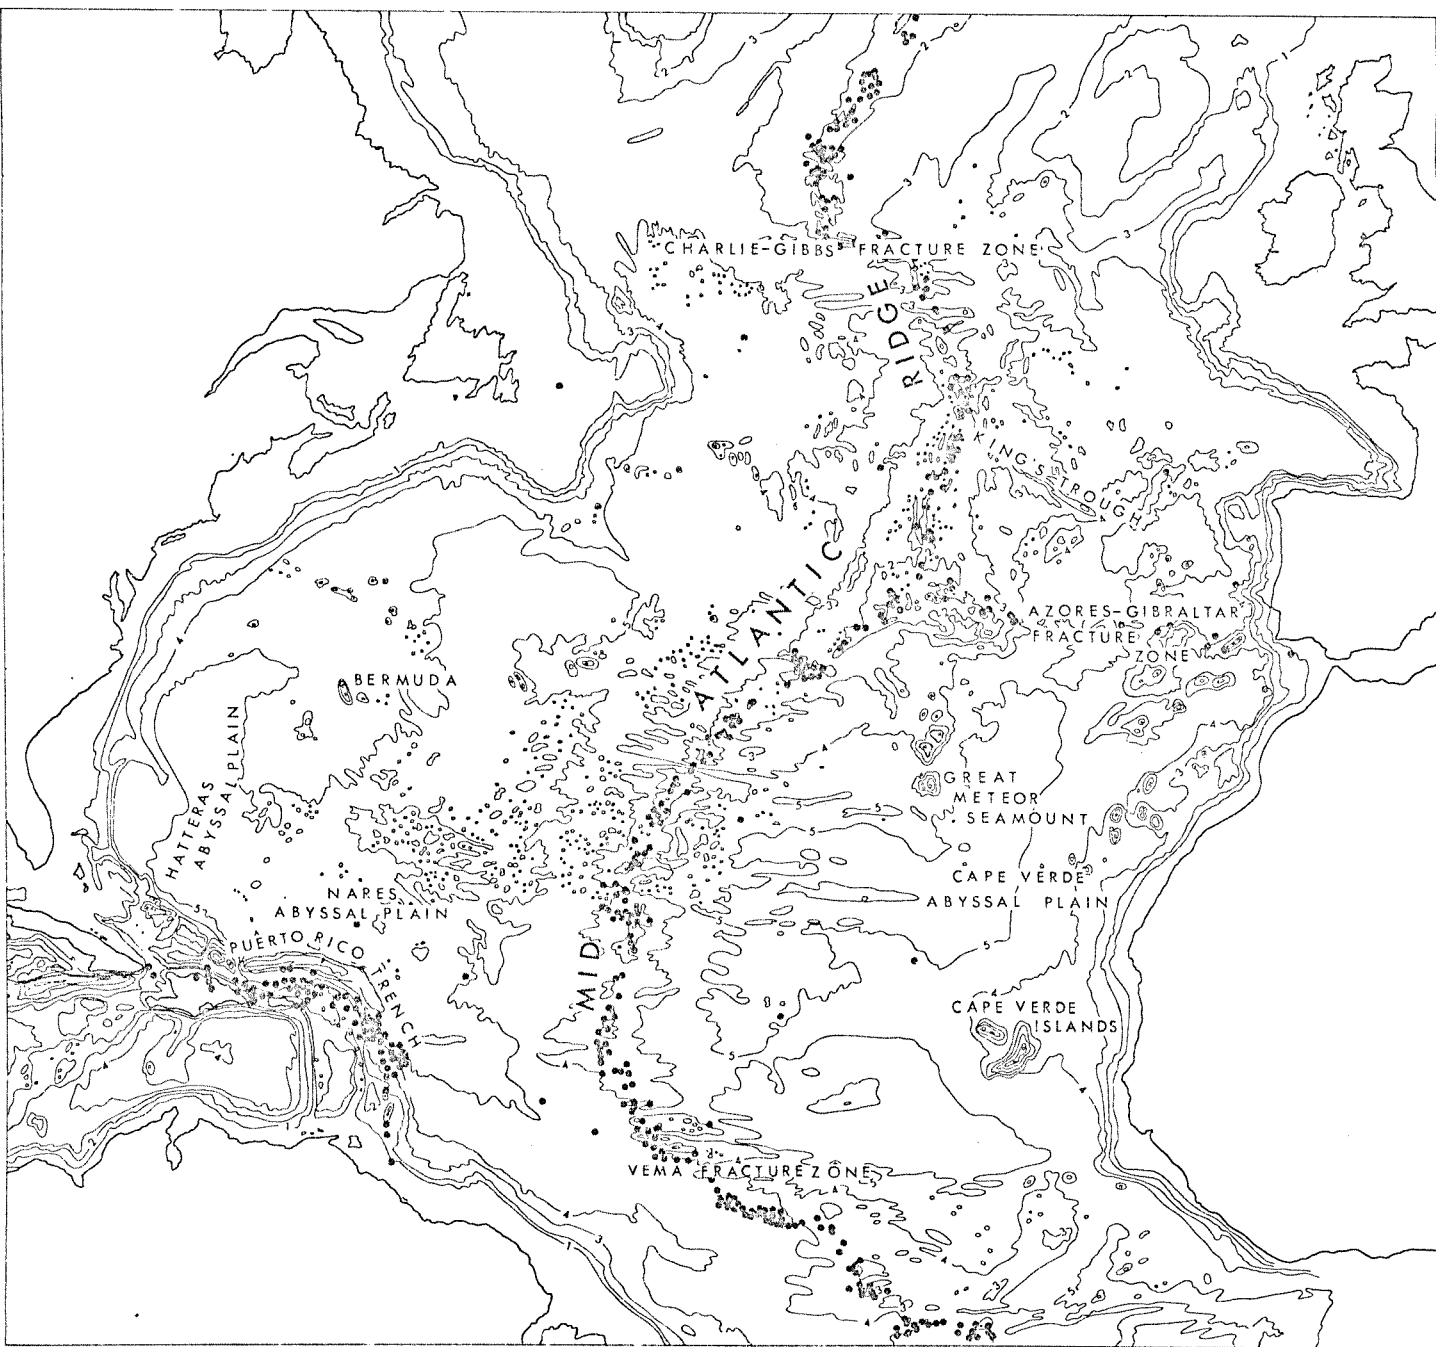 CHARLIE-GIBBS FRACTURE ZONE
RIDGE
KING'S TROUGH
ATLANTIC
AZORES-GIBRALTAR
FRACTURE
ZONE
BERMUDA
HATTERAS
ABYSSAL PLAIN
GREAT
METEOR
SEAMOUNT
NARES
ABYSSAL PLAIN
CAPE VERDE
ABYSSAL PLAIN
PUERTO RICO TRENCH
MID
CAPE VERDE
ISLANDS
VEMA FRACTURE ZONE